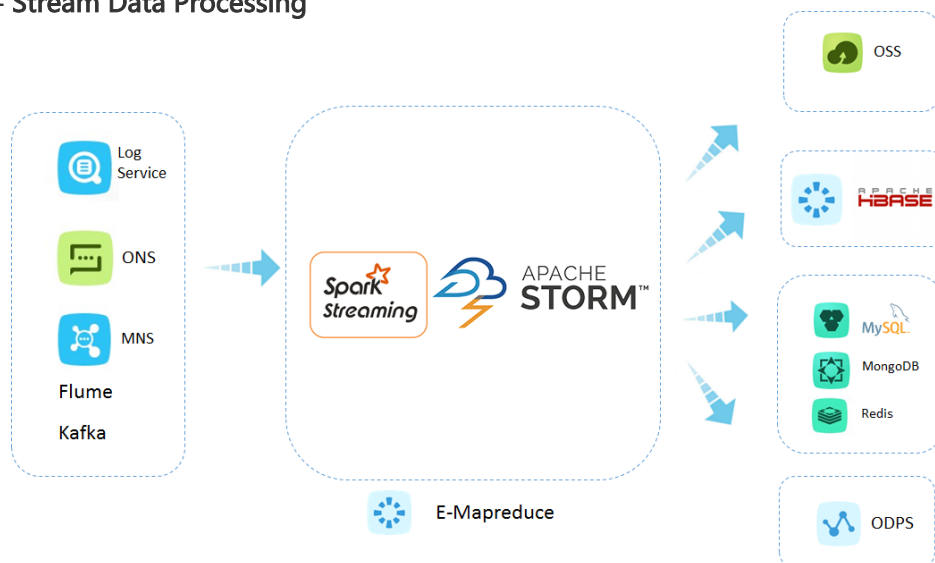 - Stream Data Processing
Log
Service
ONS
MNS
Flume
Kafka
Spark
Streaming
APACHE
STORM™
E-Mapreduce
OSS
APACHE
HBASE
MySQL
MongoDB
Redis
ODPS